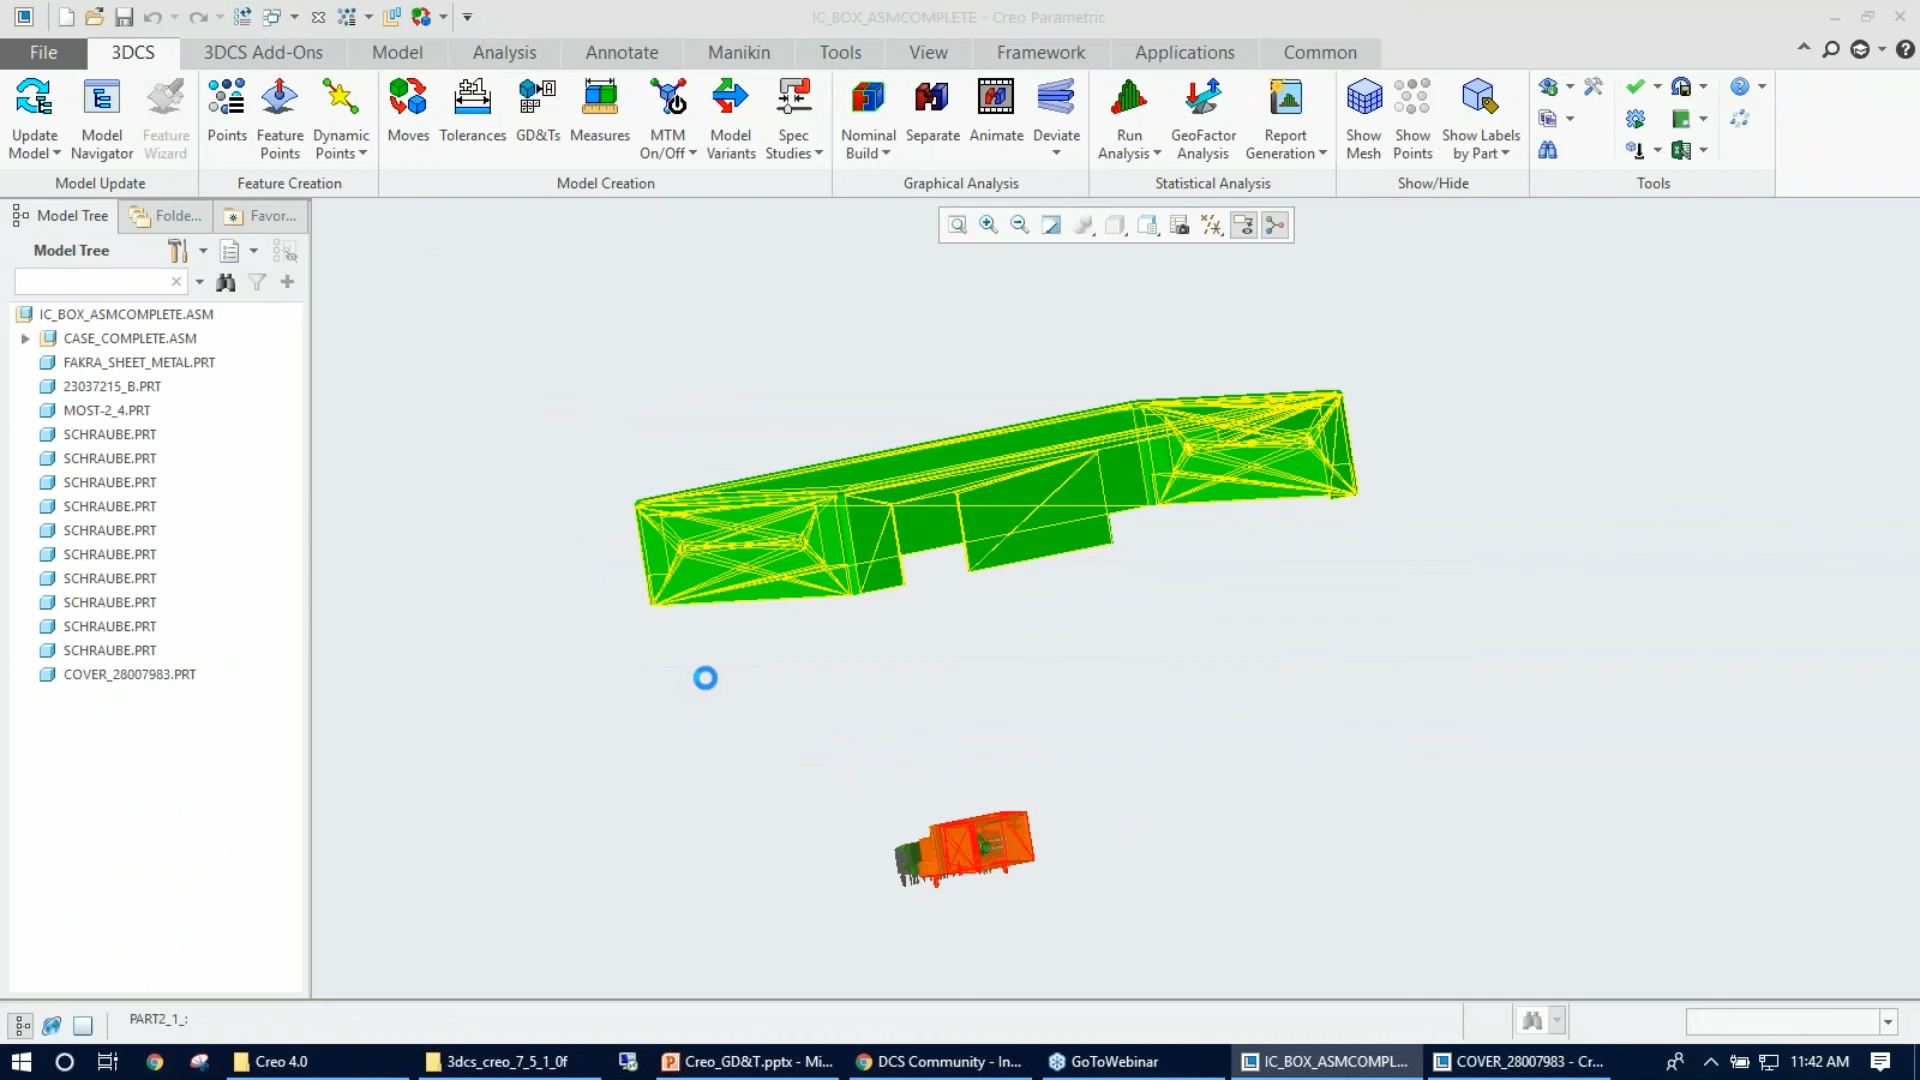 IC_BOX_ASMCOMPLETE - Creo Parametric
File
3DCS
3DCS Add-Ons
Model
Analysis
Annotate
Manikin
Tools
View
Framework
Applications
Common
Update Model
Model Navigator
Feature Wizard
Points
Feature Points
Dynamic Points
Moves
Tolerances
GD&Ts
Measures
MTM On/Off
Model Variants
Spec Studies
Nominal Build
Separate
Animate
Deviate
Run Analysis
GeoFactor Analysis
Report Generation
Show Mesh
Show Points
Show Labels by Part
Model Update
Feature Creation
Model Creation
Graphical Analysis
Statistical Analysis
Show/Hide
Tools
Model Tree
Folde...
Favor...
Model Tree
IC_BOX_ASMCOMPLETE.ASM
CASE_COMPLETE.ASM
FAKRA_SHEET_METAL.PRT
23037215_B.PRT
MOST-2_4.PRT
SCHRAUBE.PRT
SCHRAUBE.PRT
SCHRAUBE.PRT
SCHRAUBE.PRT
SCHRAUBE.PRT
SCHRAUBE.PRT
SCHRAUBE.PRT
SCHRAUBE.PRT
SCHRAUBE.PRT
SCHRAUBE.PRT
COVER_28007983.PRT
PART2_1_:
Creo 4.0
3dcs_creo_7_5_1_0f
Creo_GD&T.pptx - Mi...
DCS Community - In...
GoToWebinar
IC_BOX_ASMCOMPL...
COVER_28007983 - Cr...
11:42 AM